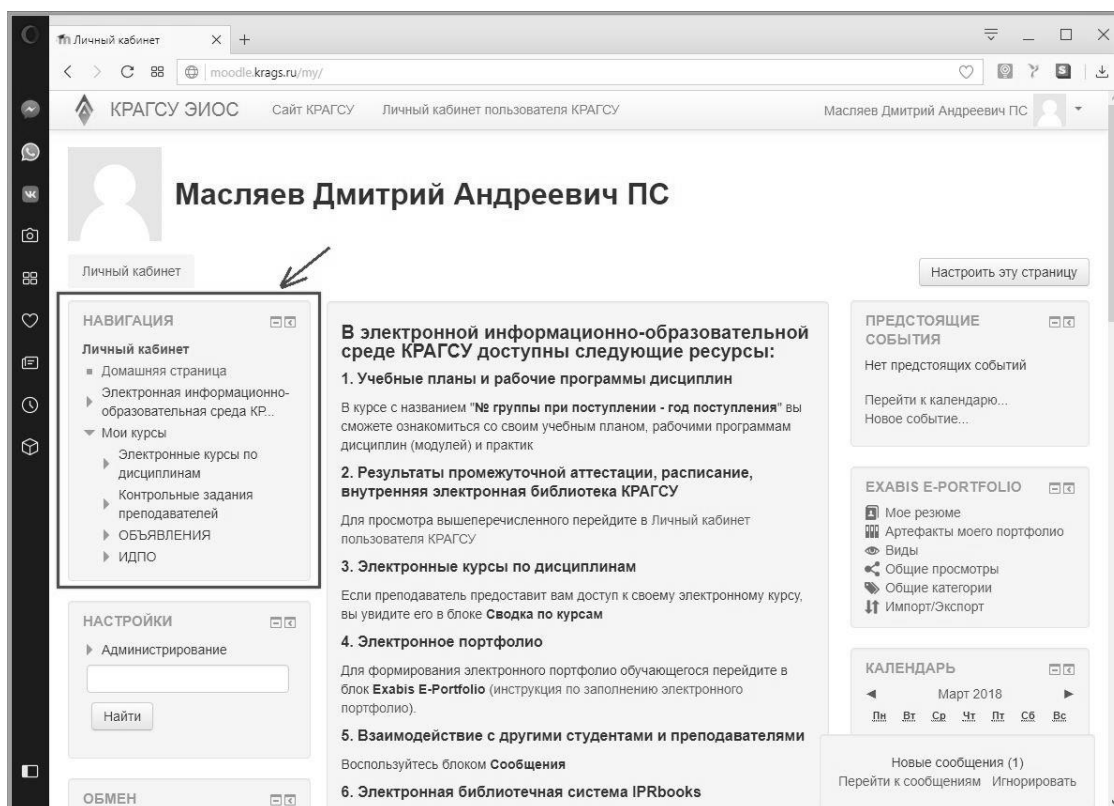 Личный кабинет
moodle.krags.ru/my/
КРАГСУ ЭИОС Сайт КРАГСУ Личный кабинет пользователя КРАГСУ Масляев Дмитрий Андреевич ПС
Масляев Дмитрий Андреевич ПС
Личный кабинет
Настроить эту страницу
НАВИГАЦИЯ
Личный кабинет
Домашняя страница
Электронная информационно-
образовательная среда КР...
Мои курсы
Электронные курсы по
дисциплинам
Контрольные задания
преподавателей
ОБЪЯВЛЕНИЯ
ИДПО
НАСТРОЙКИ
Администрирование
Найти
ОБМЕН
В электронной информационно-образовательной
среде КРАГСУ доступны следующие ресурсы:
1. Учебные планы и рабочие программы дисциплин
В курсе с названием "№ группы при поступлении - год поступления" вы
сможете ознакомиться со своим учебным планом, рабочими программам
дисциплин (модулей) и практик
2. Результаты промежуточной аттестации, расписание,
внутренняя электронная библиотека КРАГСУ
Для просмотра вышеперечисленного перейдите в Личный кабинет
пользователя КРАГСУ
3. Электронные курсы по дисциплинам
Если преподаватель предоставит вам доступ к своему электронному курсу,
вы увидите его в блоке Сводка по курсам
4. Электронное портфолио
Для формирования электронного портфолио обучающегося перейдите в
блок Exabis E-Portfolio (инструкция по заполнению электронного
портфолио).
5. Взаимодействие с другими студентами и преподавателями
Воспользуйтесь блоком Сообщения
6. Электронная библиотечная система IPRbooks
ПРЕДСТОЯЩИЕ
СОБЫТИЯ
Нет предстоящих событий
Перейти к календарю...
Новое событие...
EXABIS E-PORTFOLIO
Мое резюме
Артефакты моего портфолио
Виды
Общие просмотры
Общие категории
Импорт/Экспорт
КАЛЕНДАРЬ
Март 2018
Пн Вт Ср Чт Пт Сб Вс
Новые сообщения (1)
Перейти к сообщениям Игнорировать